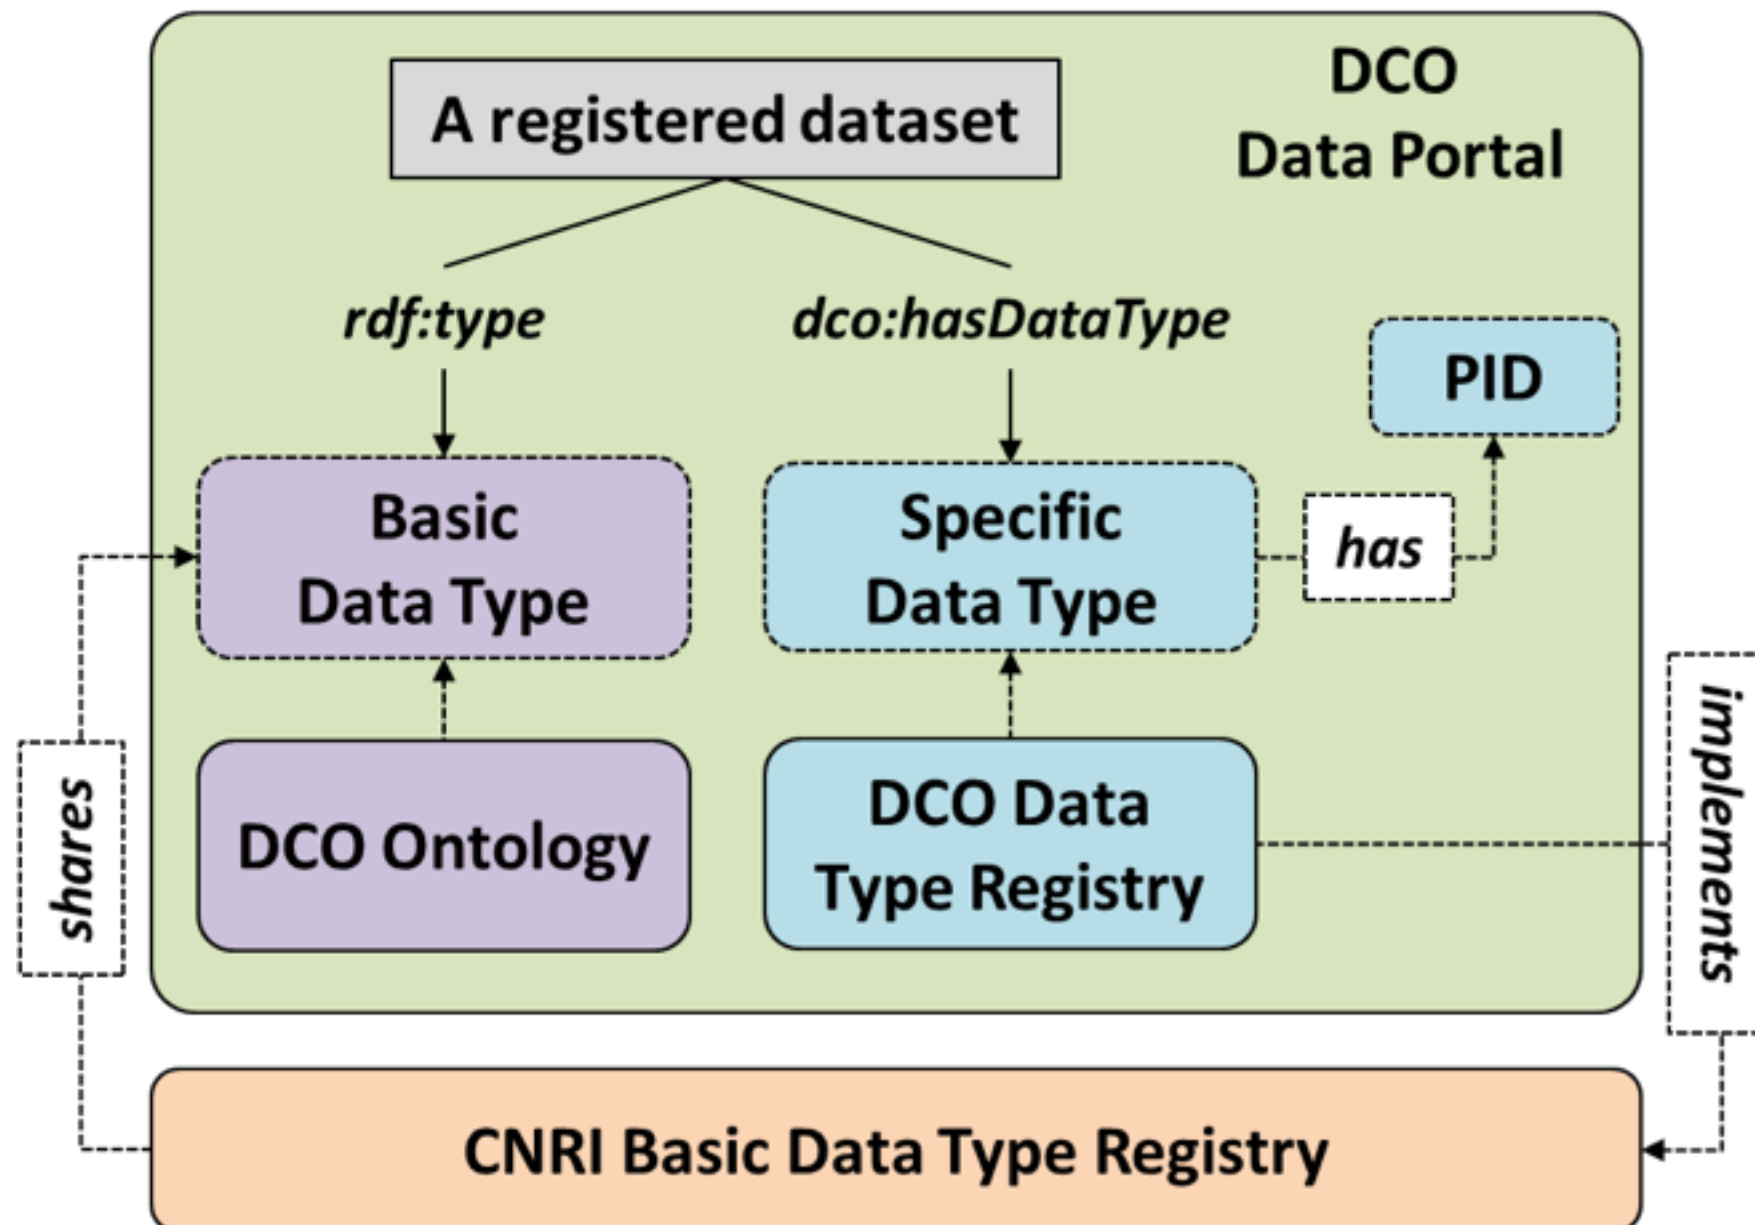 DCO
Data Portal
A registered dataset
rdf:type
dco:hasDataType
PID
Basic
Data Type
Specific
Data Type
has
shares
DCO Ontology
DCO Data
Type Registry
implements
CNRI Basic Data Type Registry